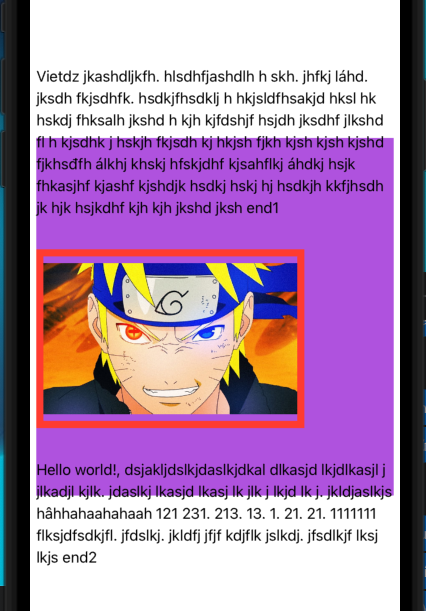 Vietdz jkashdljkfh. hlsdhfjashdlh h skh. jhfkj láhd.
jksdh fkjsdhfk. hsdkjfhsdklj h hkjsldfhsakjd hksl hk
hskdj fhksalh jkshd h kjh kjfdshjf hsjdh jksdhf jlkshd
fl h kjsdhk j hskjh fkjsdh kj hkjsh fjkh kjsh kjsh kjshd
fjkhsđfh álkhj khskj hfskjdhf kjsahflkj áhdkj hsjk
fhkasjhf kjashf kjshdjk hsdkj hskj hj hsdkjh kkfjhsdh
jk hjk hsjkdhf kjh kjh jkshd jksh end1
Hello world!, dsjakljdslkjdaslkjdkal dlkasjd lkjdlkasjl j
jlkadjl kjlk. jdaslkj lkasjd lkasj lk jlk j lkjd lk j. jkldjaslkjs
hâhhahaahahaah 121 231. 213. 13. 1. 21. 21. 1111111
flksjdfsdkjfl. jfdslkj. jkldfj jfjf kdjflk jslkdj. jfsdlkjf lksj
lkjs end2